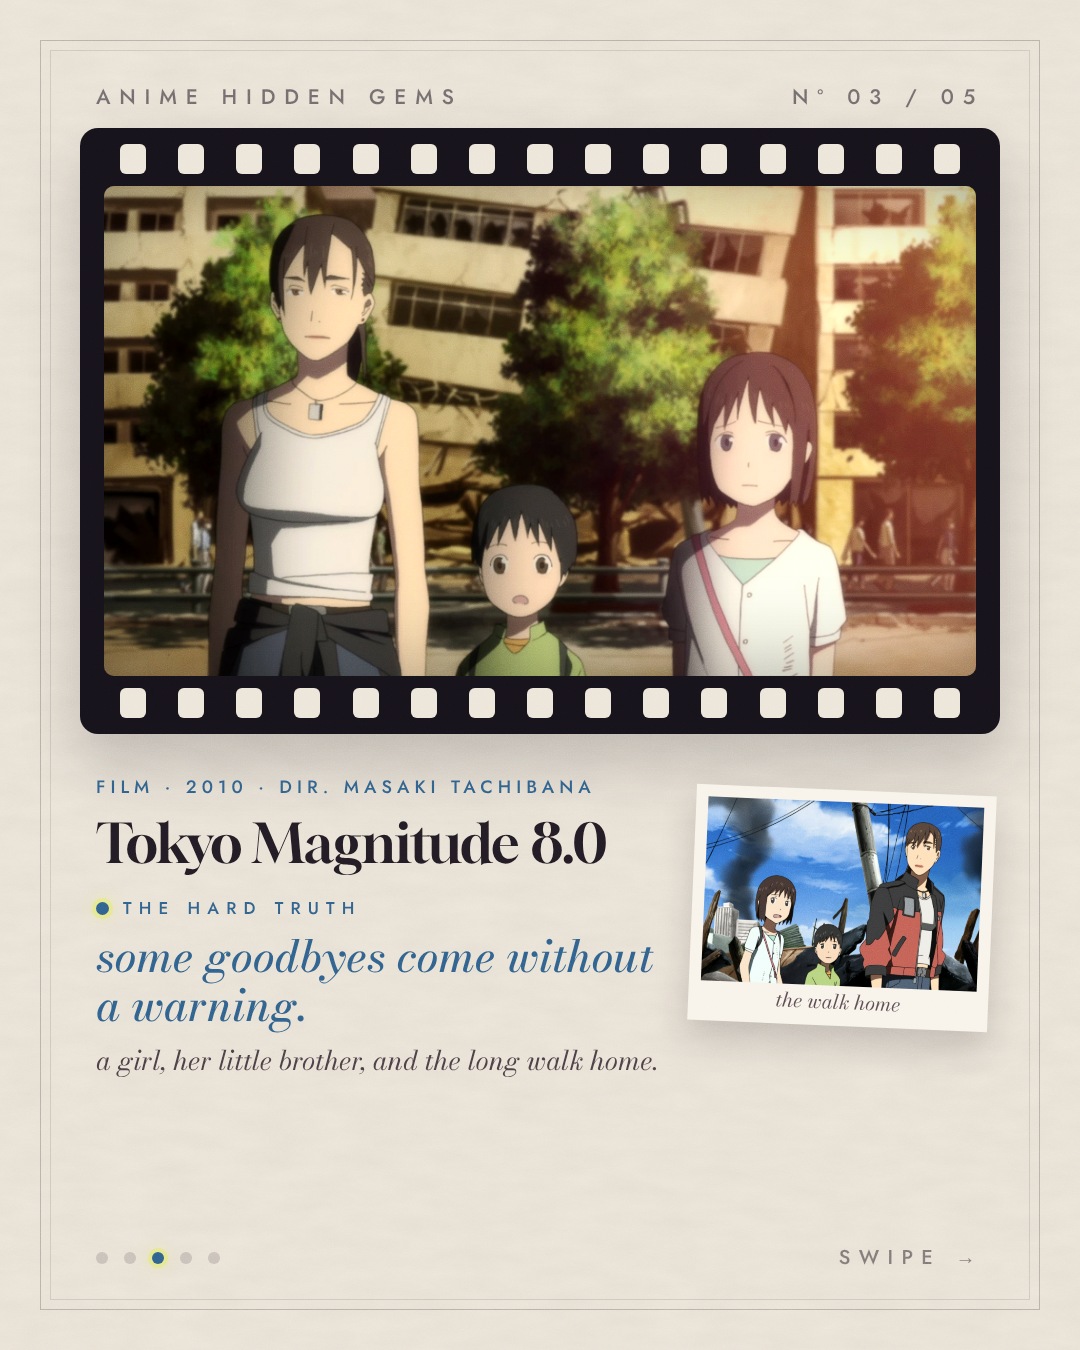 ANIME HIDDEN GEMS
N° 03 / 05
FILM · 2010 · DIR. MASAKI TACHIBANA
Tokyo Magnitude 8.0
THE HARD TRUTH
some goodbyes come without
a warning.
a girl, her little brother, and the long walk home.
the walk home
SWIPE →